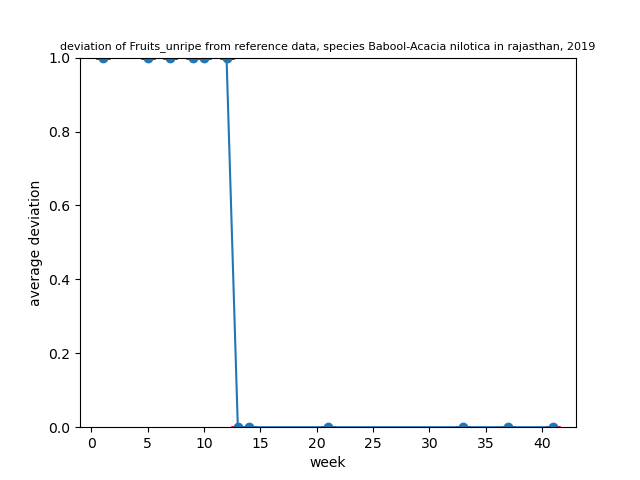 deviation of Fruits_unripe from reference data, species Babool-Acacia nilotica in rajasthan, 2019
1.0
0.8
0.6
0.4
0.2
0.0
average deviation
0 5 10 15 20 25 30 35 40
week